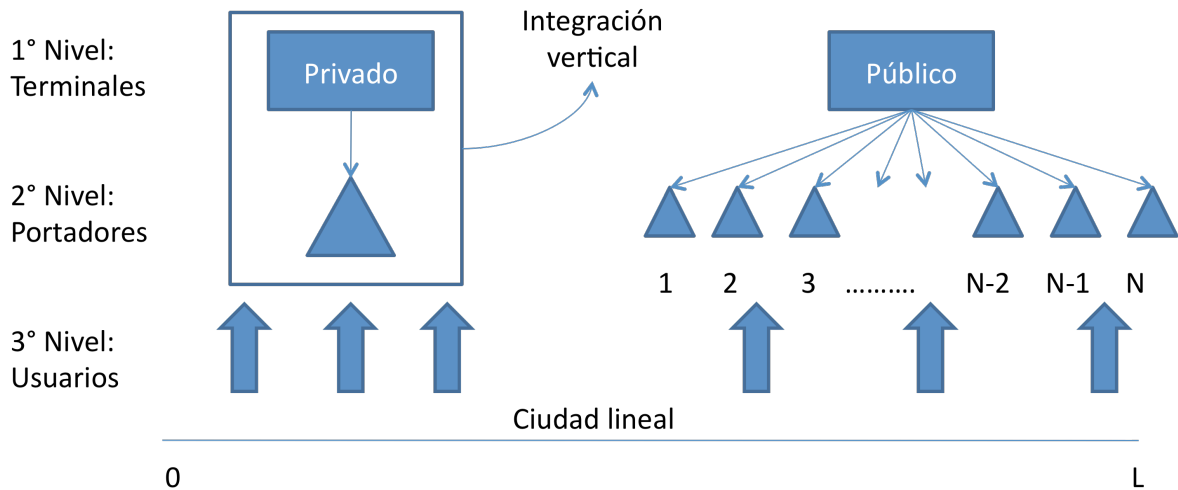 1° Nivel:
Terminales
Privado
Integración
vertical
Público
2° Nivel:
Portadores
1 2 3 .......... N-2 N-1 N
3° Nivel:
Usuarios
Ciudad lineal
0 L